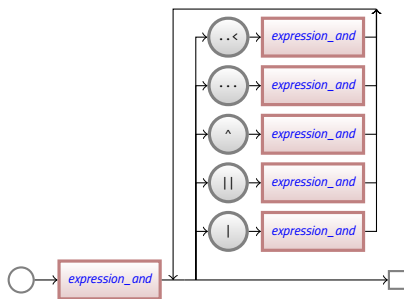 ..< expression_and
... expression_and
^ expression_and
|| expression_and
| expression_and
expression_and